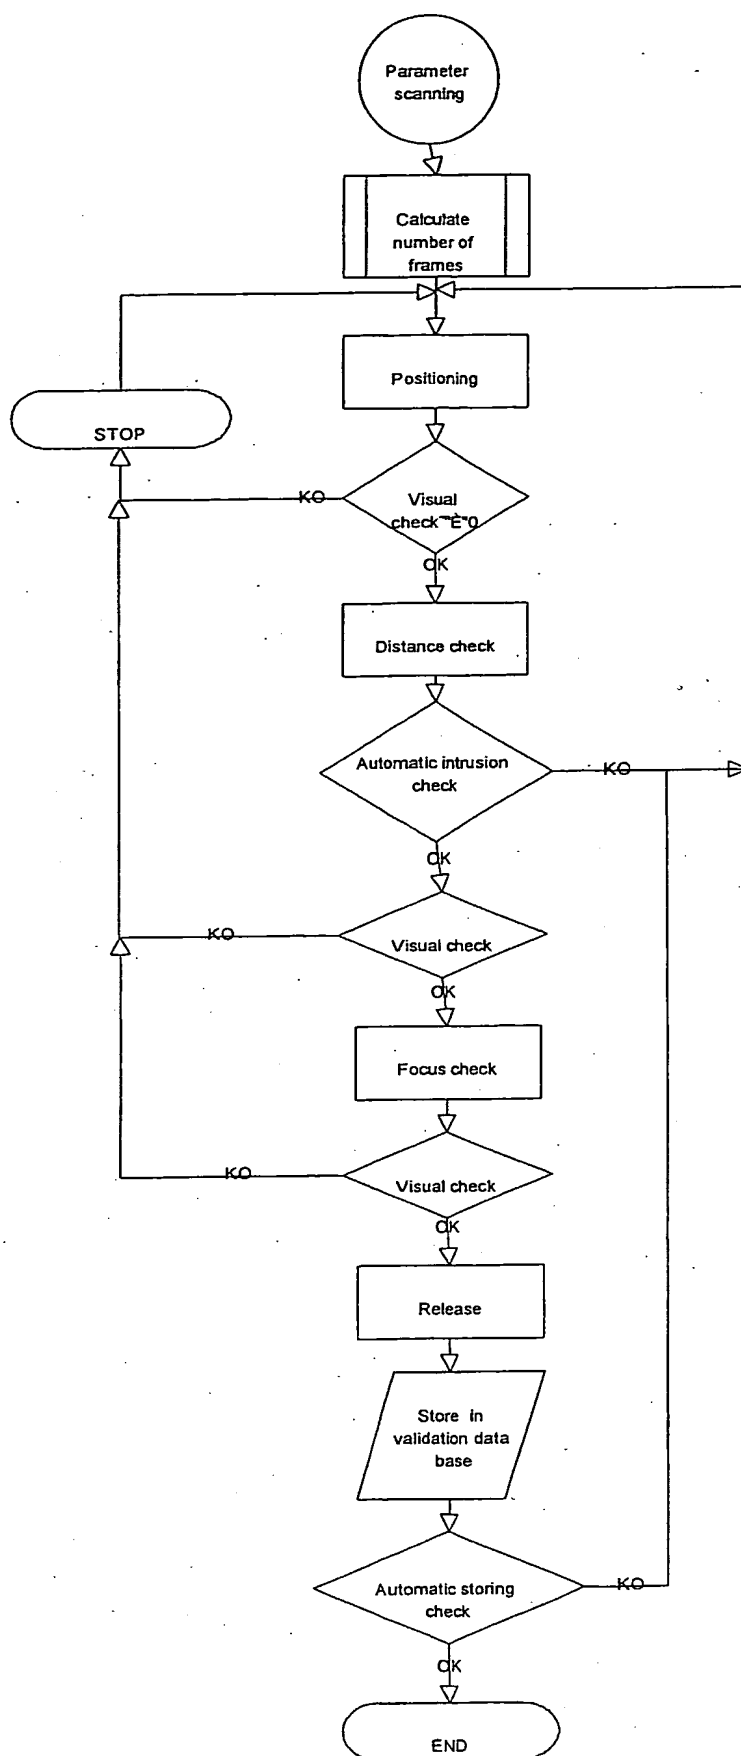 Parameter
scanning
Calculate
number of
frames
Positioning
STOP
KO
Visual
check È 0
OK
Distance check
Automatic intrusion
check
KO
OK
KO
Visual check
OK
Focus check
KO
Visual check
OK
Release
Store in
validation data
base
Automatic storing
check
KO
OK
END